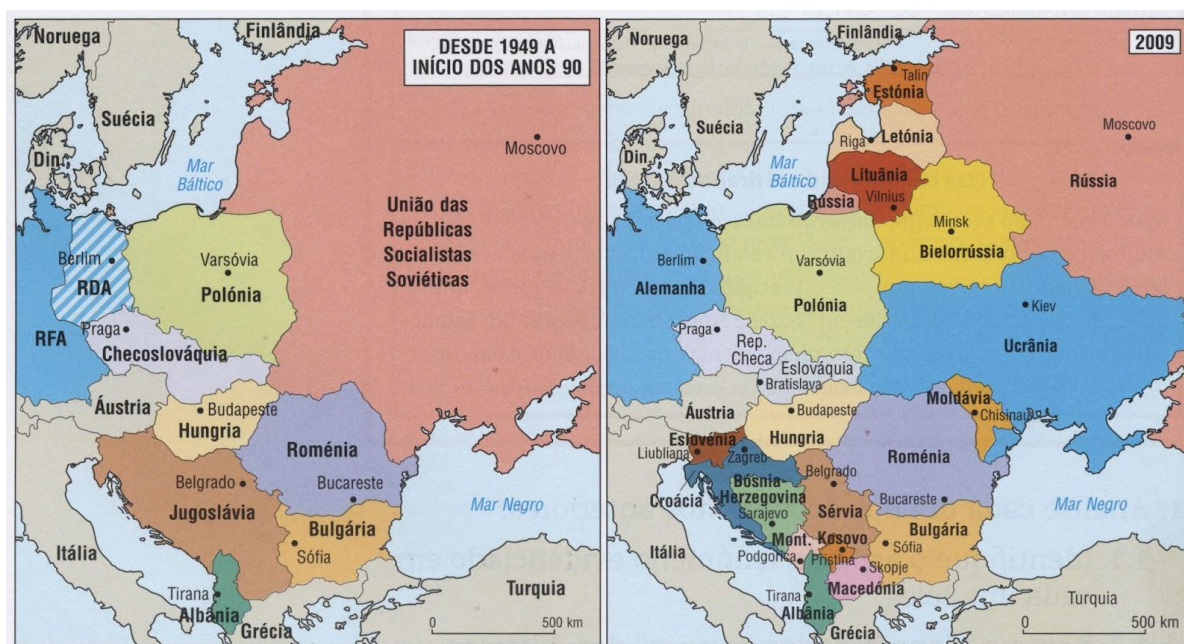 Noruega
Finlândia
DESDE 1949 A
INÍCIO DOS ANOS 90
Suécia
Moscovo
Din.
Mar
Báltico
União das
Repúblicas
Socialistas
Soviéticas
Berlim
RDA
Varsóvia
Polónia
RFA
Praga
Checoslováquia
Áustria
Budapeste
Hungria
Roménia
Belgrado
Bucareste
Jugoslávia
Mar Negro
Bulgária
Sófia
Itália
Tirana
Albânia
Grécia
Turquia
0 500 km
Noruega
Finlândia
2009
Talin
Estónia
Suécia
Moscovo
Riga
Letónia
Din.
Mar
Báltico
Lituânia
Rússia
Vilnius
Rússia
Minsk
Bielorrússia
Berlim
Alemanha
Varsóvia
Polónia
Kiev
Ucrânia
Praga
Rep.
Checa
Eslováquia
Bratislava
Áustria
Budapeste
Hungria
Moldávia
Chisinau
Eslovénia
Liubliana
Zagreb
Roménia
Croácia
Bósnia-
Herzegovina
Belgrado
Bucareste
Sarajevo
Sérvia
Mar Negro
Bulgária
Mont.
Kosovo
Sófia
Itália
Podgorica
Pristina
Skopje
Macedónia
Tirana
Albânia
Grécia
Turquia
0 500 km